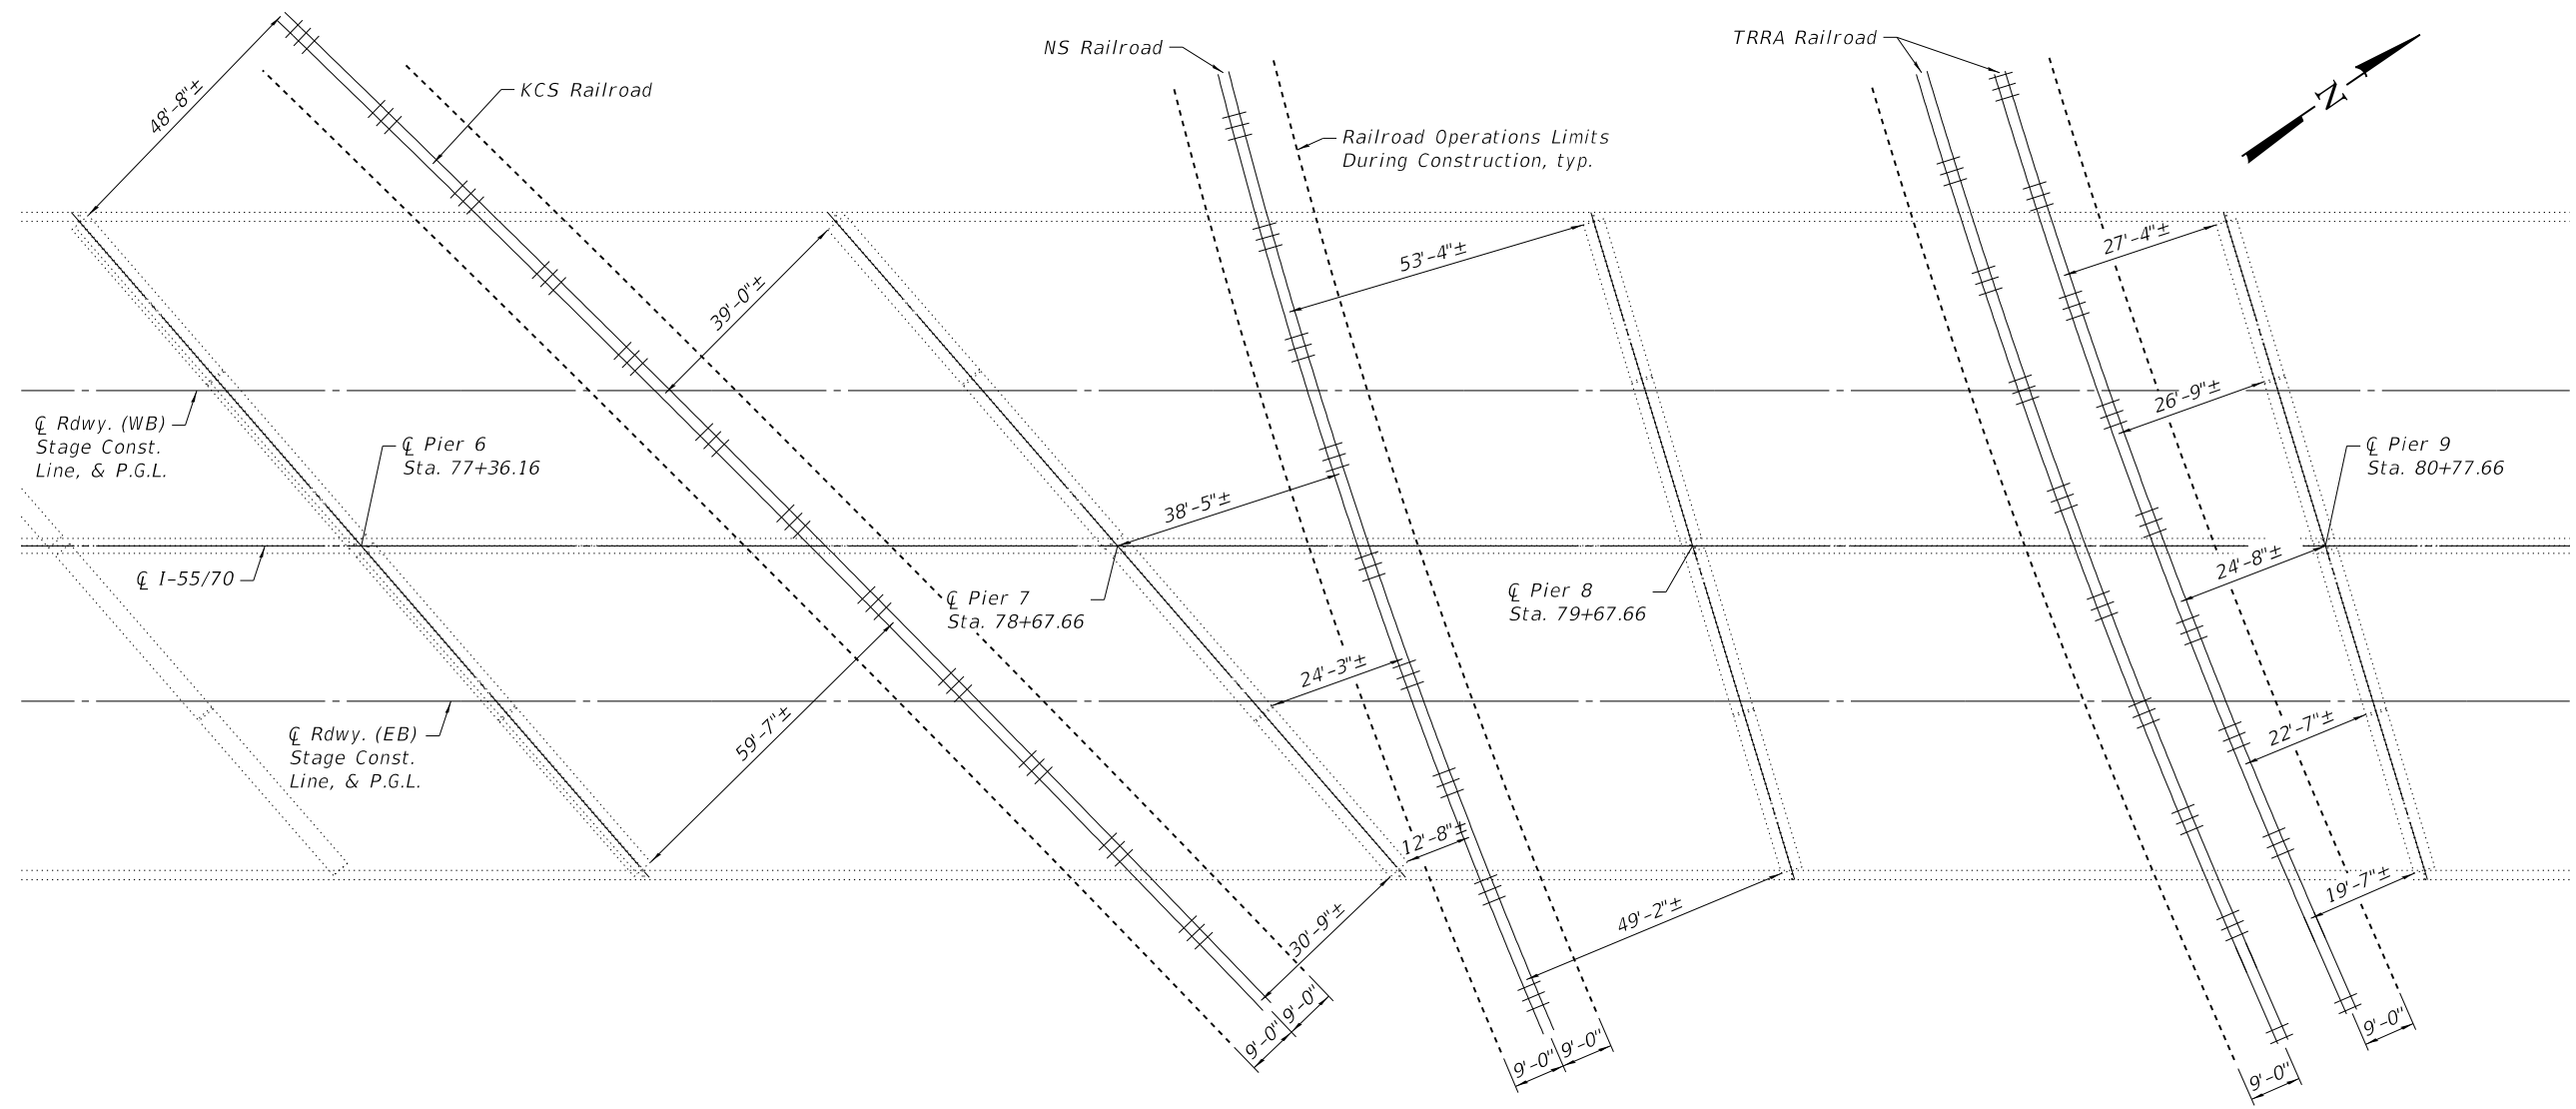 NS Railroad
TRRA Railroad
KCS Railroad
48'-8"±
N
Railroad Operations Limits
During Construction, typ.
53'-4"±
27'-4"±
39'-0"±
26'-9"±
℄ Rdwy. (WB)
Stage Const.
Line, & P.G.L.
℄ Pier 6
Sta. 77+36.16
℄ Pier 9
Sta. 80+77.66
38'-5"±
℄ I-55/70
24'-8"±
℄ Pier 7
Sta. 78+67.66
℄ Pier 8
Sta. 79+67.66
24'-3"±
℄ Rdwy. (EB)
Stage Const.
Line, & P.G.L.
59'-7"±
22'-7"±
12'-8"±
30'-9"±
49'-2"±
19'-7"±
9'-0"
9'-0"
9'-0"
9'-0"
9'-0"
9'-0"